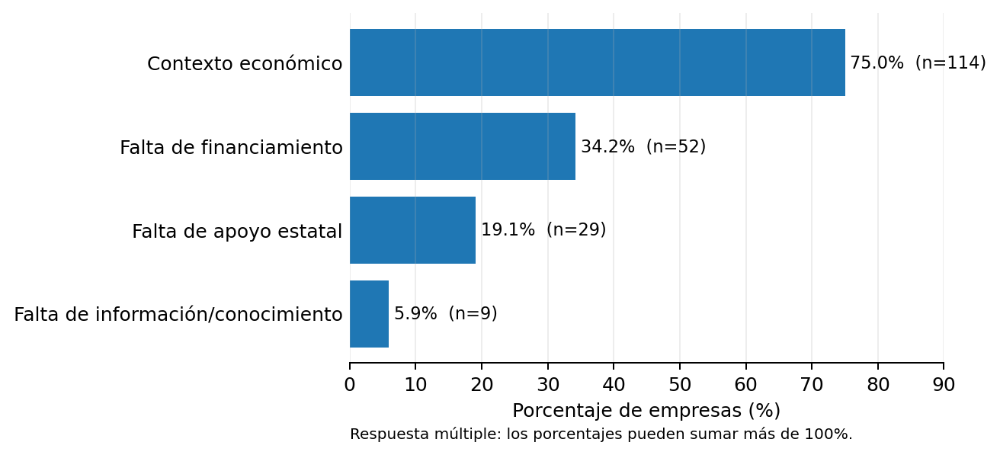 Contexto económico
75.0%  (n=114)
Falta de financiamiento
34.2%  (n=52)
Falta de apoyo estatal
19.1%  (n=29)
Falta de información/conocimiento
5.9%  (n=9)
0 10 20 30 40 50 60 70 80 90
Porcentaje de empresas (%)
Respuesta múltiple: los porcentajes pueden sumar más de 100%.